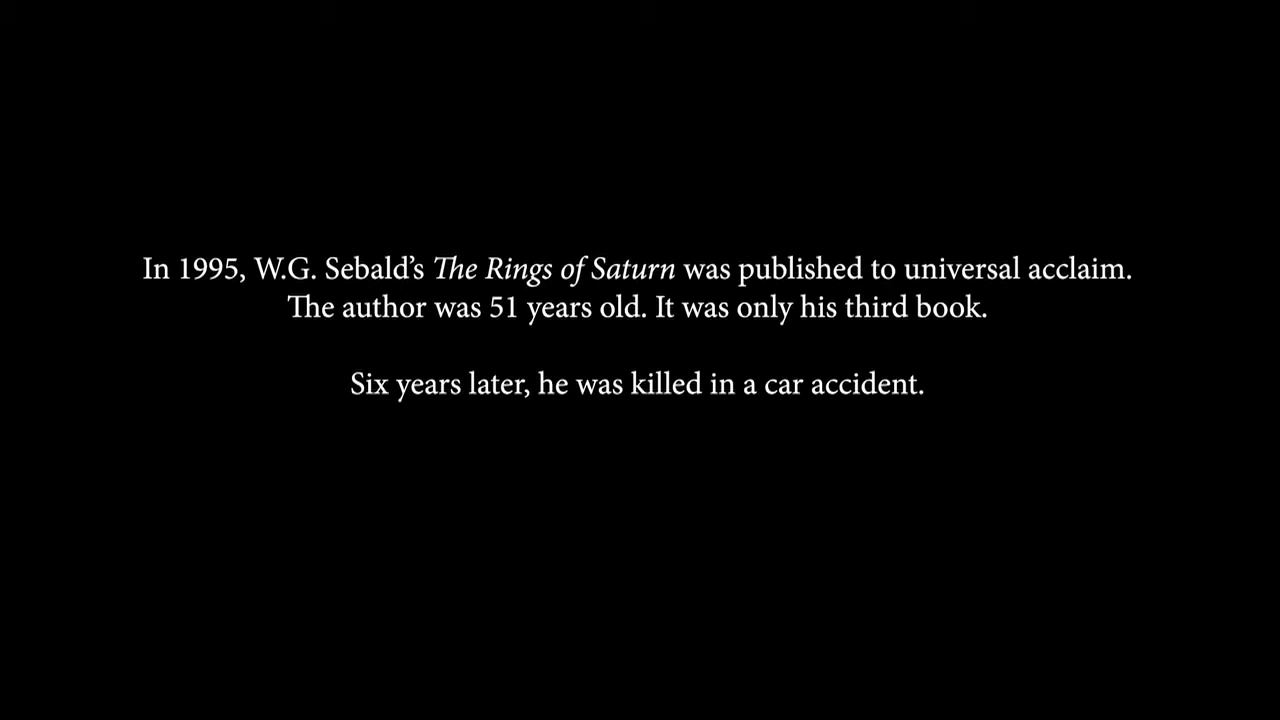 In 1995, W.G. Sebald’s The Rings of Saturn was published to universal acclaim.
The author was 51 years old. It was only his third book.
Six years later, he was killed in a car accident.